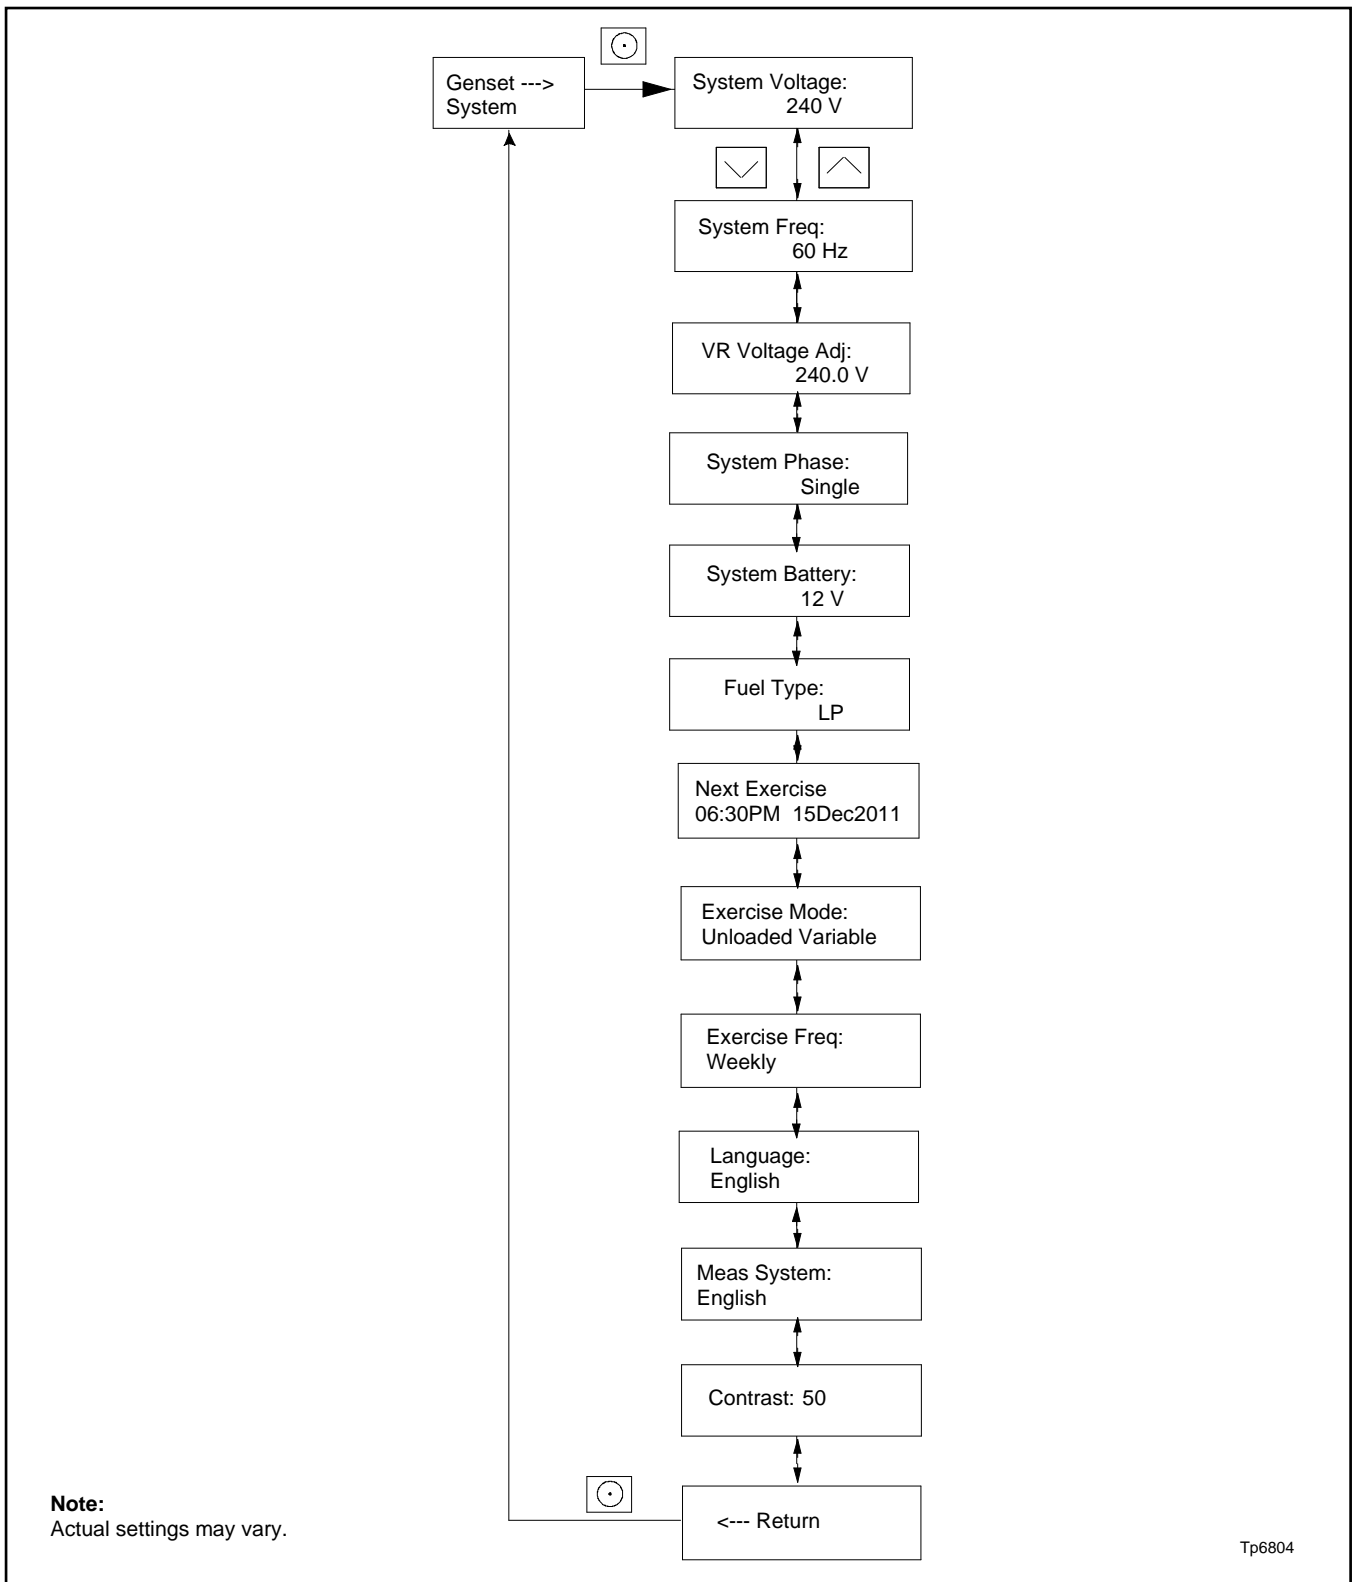 Genset --->
System
System Voltage:
240 V
System Freq:
60 Hz
VR Voltage Adj:
240.0 V
System Phase:
Single
System Battery:
12 V
Fuel Type:
LP
Next Exercise
06:30PM 15Dec2011
Exercise Mode:
Unloaded Variable
Exercise Freq:
Weekly
Language:
English
Meas System:
English
Contrast: 50
<--- Return
Note:
Actual settings may vary.
Tp6804